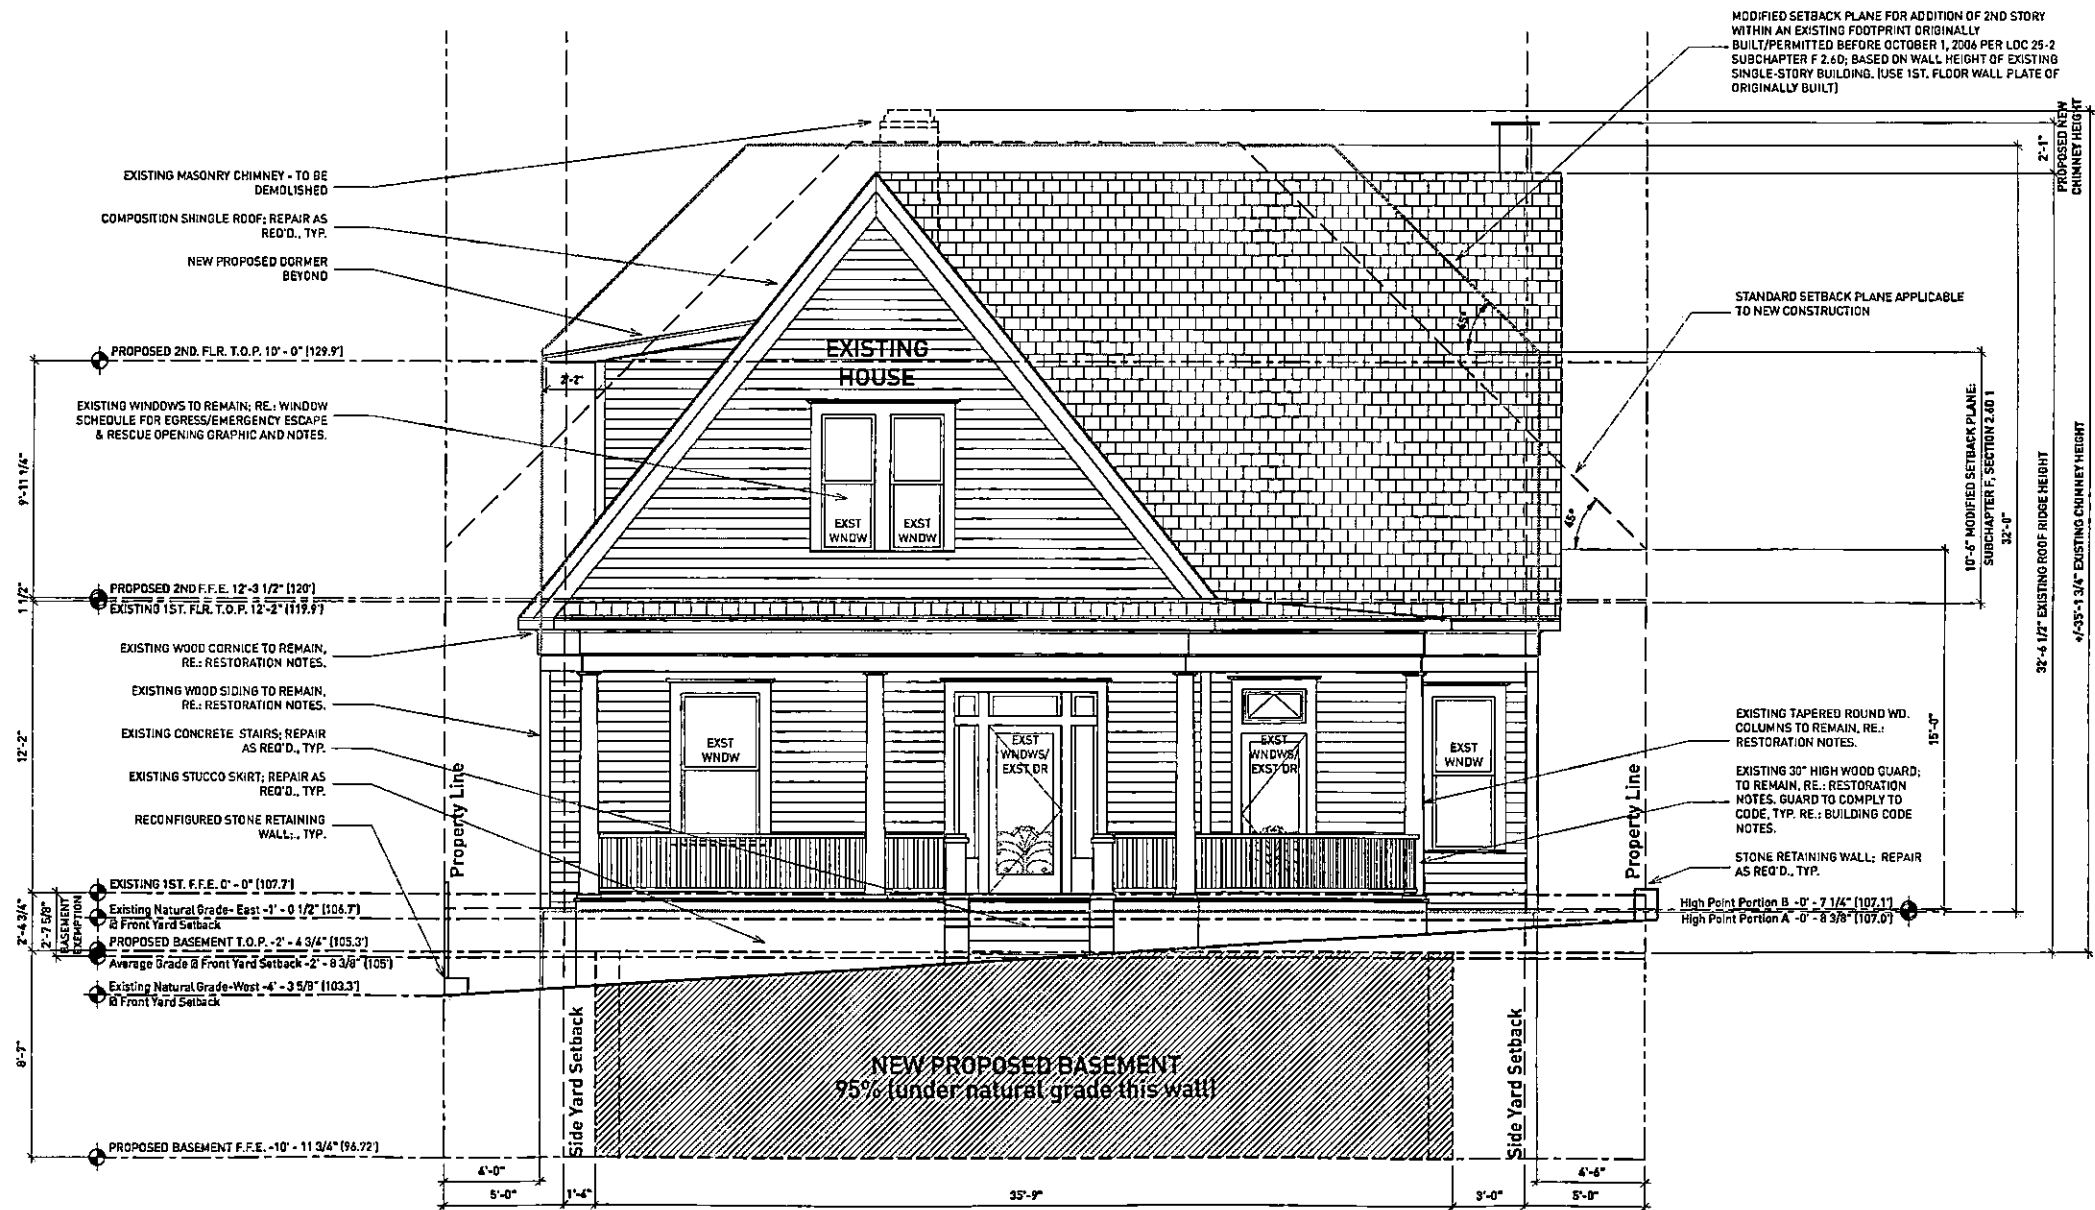 MODIFIED SETBACK PLANE FOR ADDITION OF 2ND STORY
WITHIN AN EXISTING FOOTPRINT ORIGINALLY
BUILT/PERMITTED BEFORE OCTOBER 1, 2006 PER LDC 25-2
SUBCHAPTER F 2.6D; BASED ON WALL HEIGHT OF EXISTING
SINGLE-STORY BUILDING. (USE 1ST. FLOOR WALL PLATE OF
ORIGINALLY BUILT)
EXISTING MASONRY CHIMNEY - TO BE
DEMOLISHED
COMPOSITION SHINGLE ROOF; REPAIR AS
REQ'D., TYP.
NEW PROPOSED DORMER
BEYOND
PROPOSED 2ND. FLR. T.O.P. 10' - 0" (129.9')
2'-2"
EXISTING WINDOWS TO REMAIN; RE.: WINDOW
SCHEDULE FOR EGRESS/EMERGENCY ESCAPE
& RESCUE OPENING GRAPHIC AND NOTES.
9'-11 1/4"
PROPOSED 2ND F.F.E. 12'-3 1/2" (120')
1 1/2"
EXISTING 1ST. FLR. T.O.P. 12'-2" (119.9')
EXISTING WOOD CORNICE TO REMAIN,
RE.: RESTORATION NOTES.
EXISTING WOOD SIDING TO REMAIN,
RE.: RESTORATION NOTES.
12'-2"
EXISTING CONCRETE STAIRS; REPAIR
AS REQ'D., TYP.
EXISTING STUCCO SKIRT; REPAIR AS
REQ'D., TYP.
RECONFIGURED STONE RETAINING
WALL;., TYP.
Property Line
EXISTING 1ST. F.F.E. 0' - 0" (107.7')
Existing Natural Grade- East -1' - 0 1/2" (106.7')
@ Front Yard Setback
2'-4 3/4"
2'-7 5/8"
BASEMENT
EXEMPTION
PROPOSED BASEMENT T.O.P. -2' - 4 3/4" (105.3')
Average Grade @ Front Yard Setback -2' - 8 3/8" (105')
Existing Natural Grade-West -4' - 3 5/8" (103.3')
@ Front Yard Setback
8'-7"
PROPOSED BASEMENT F.F.E. -10' - 11 3/4" (96.72')
EXISTING
HOUSE
EXST
WNDW
EXST
WNDW
EXST
WNDW
EXST
WNDWS/
EXST DR
EXST
WNDWS/
EXST DR
EXST
WNDW
45°
45°
STANDARD SETBACK PLANE APPLICABLE
TO NEW CONSTRUCTION
2'-1"
PROPOSED NEW
CHIMNEY HEIGHT
10'-6" MODIFIED SETBACK PLANE:
SUBCHAPTER F, SECTION 2.6D 1
32'-0"
32'-6 1/2" EXISTING ROOF RIDGE HEIGHT
+/-35'-1 3/4" EXISTING CHIMNEY HEIGHT
15'-0"
EXISTING TAPERED ROUND WD.
COLUMNS TO REMAIN, RE.:
RESTORATION NOTES.
EXISTING 30" HIGH WOOD GUARD;
TO REMAIN, RE.: RESTORATION
NOTES. GUARD TO COMPLY TO
CODE, TYP. RE.: BUILDING CODE
NOTES.
STONE RETAINING WALL; REPAIR
AS REQ'D., TYP.
Property Line
High Point Portion B -0' - 7 1/4" (107.1')
High Point Portion A -0' - 8 3/8" (107.0')
NEW PROPOSED BASEMENT
95% (under natural grade this wall)
Side Yard Setback
Side Yard Setback
4'-0"
4'-6"
5'-0"
1'-4"
35'-9"
3'-0"
5'-0"